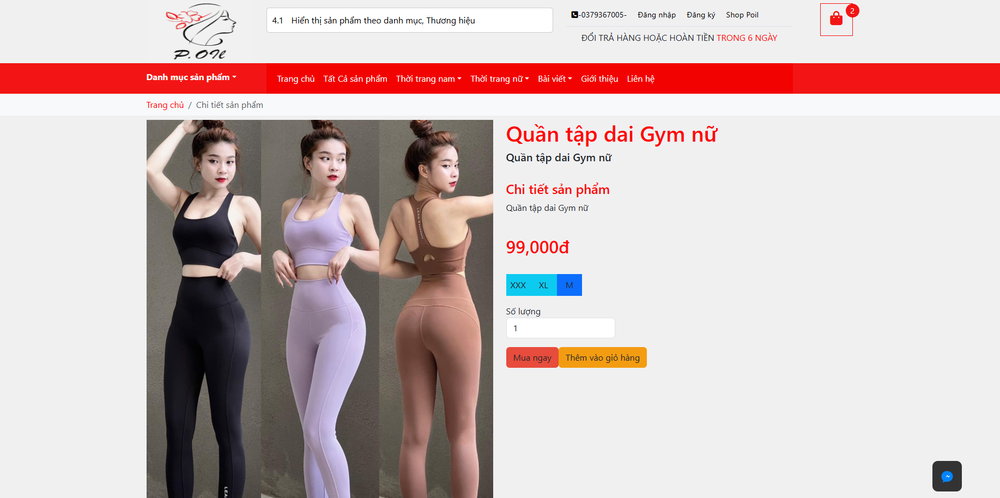 P. OIl
4.1 Hiển thị sản phẩm theo danh mục, Thương hiệu
-0379367005- Đăng nhập Đăng ký Shop Poil
ĐỔI TRẢ HÀNG HOẶC HOÀN TIỀN TRONG 6 NGÀY
2
Danh mục sản phẩm
Trang chủ Tất Cả sản phẩm Thời trang nam Thời trang nữ Bài viết Giới thiệu Liên hệ
Trang chủ / Chi tiết sản phẩm
Quần tập dai Gym nữ
Quần tập dai Gym nữ
Chi tiết sản phẩm
Quần tập dai Gym nữ
99,000đ
XXX XL M
Số lượng
1
Mua ngay Thêm vào giỏ hàng